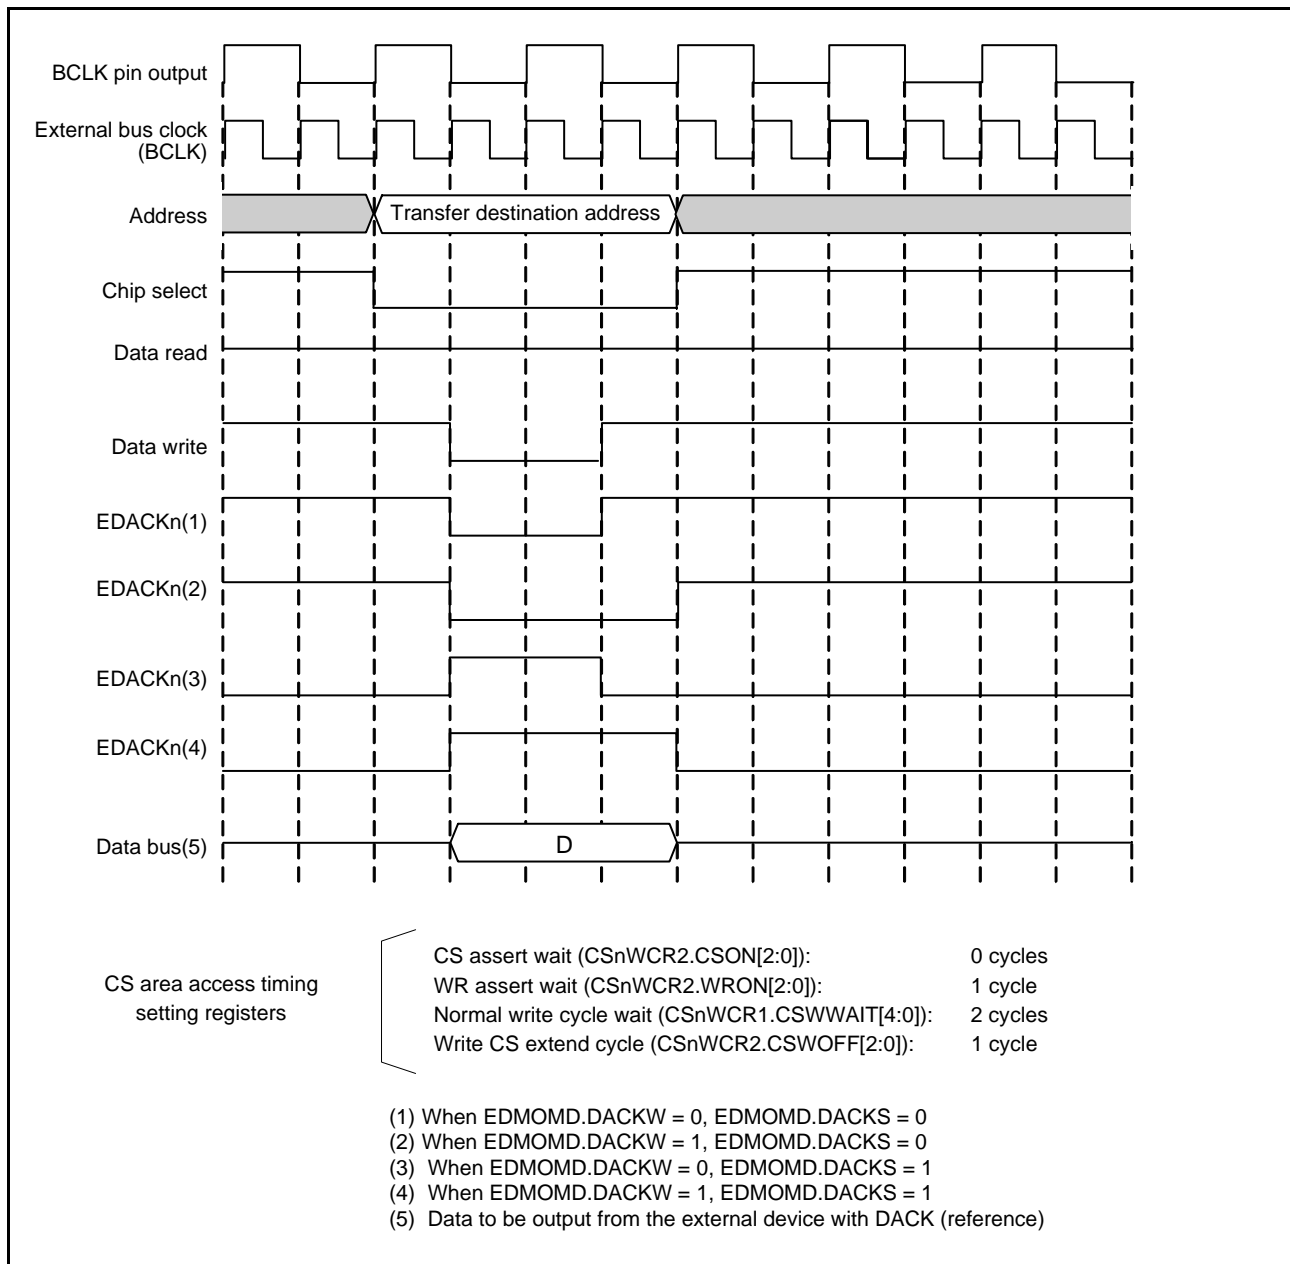 BCLK pin output
External bus clock
(BCLK)
Address
Transfer destination address
Chip select
Data read
Data write
EDACKn(1)
EDACKn(2)
EDACKn(3)
EDACKn(4)
Data bus(5)
D
CS area access timing
setting registers
CS assert wait (CSnWCR2.CSON[2:0]): 0 cycles
WR assert wait (CSnWCR2.WRON[2:0]): 1 cycle
Normal write cycle wait (CSnWCR1.CSWWAIT[4:0]): 2 cycles
Write CS extend cycle (CSnWCR2.CSWOFF[2:0]): 1 cycle
(1) When EDMOMD.DACKW = 0, EDMOMD.DACKS = 0
(2) When EDMOMD.DACKW = 1, EDMOMD.DACKS = 0
(3) When EDMOMD.DACKW = 0, EDMOMD.DACKS = 1
(4) When EDMOMD.DACKW = 1, EDMOMD.DACKS = 1
(5) Data to be output from the external device with DACK (reference)